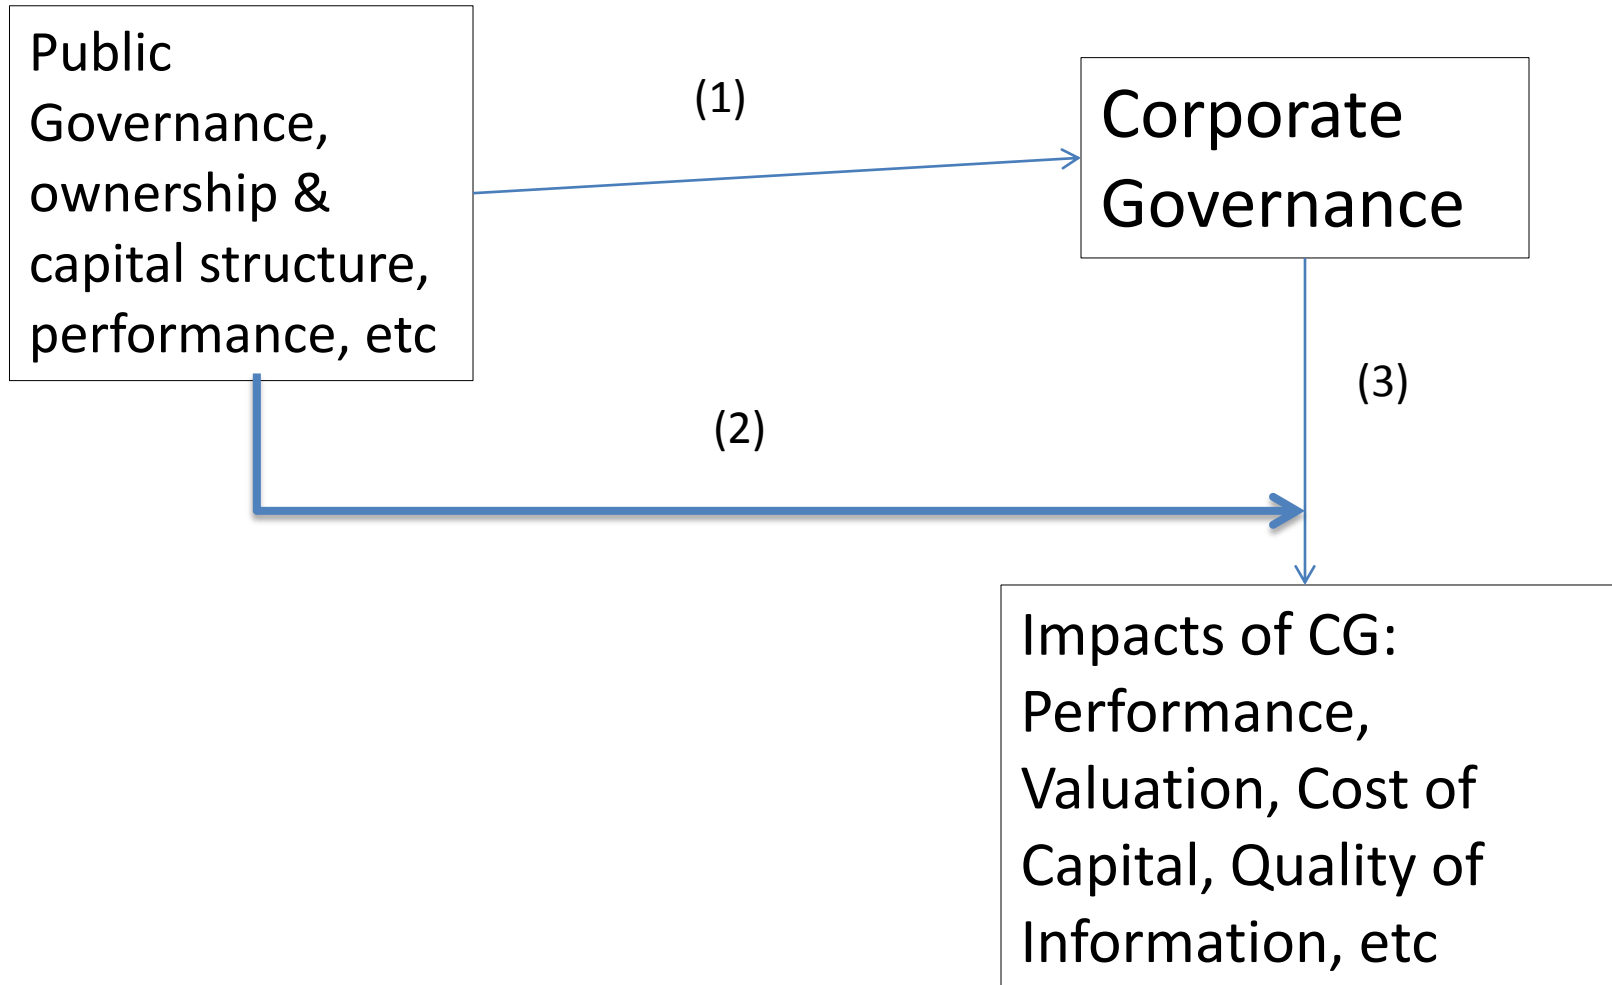 Public
Governance,
ownership &
capital structure,
performance, etc
(1)
Corporate
Governance
(2)
(3)
Impacts of CG:
Performance,
Valuation, Cost of
Capital, Quality of
Information, etc